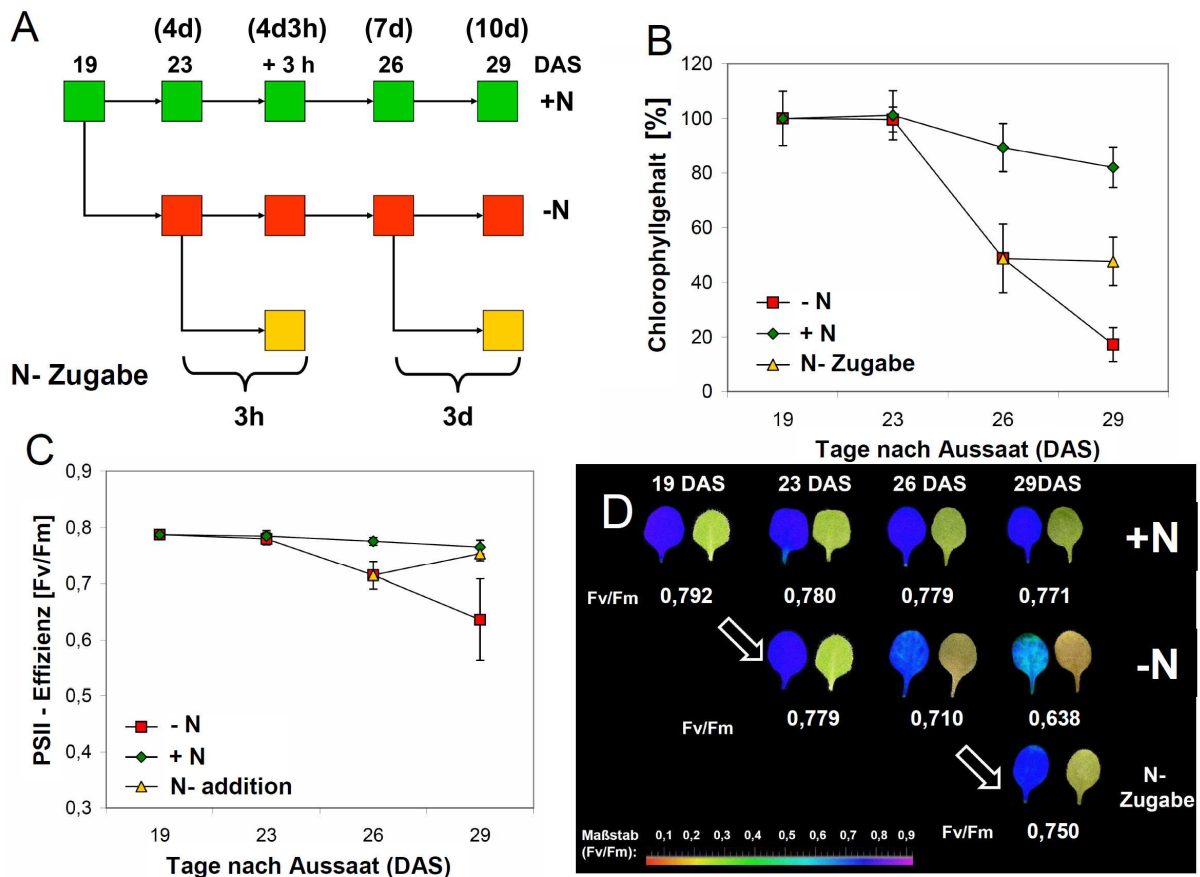 A
(4d) (4d3h) (7d) (10d)
19 23 + 3 h 26 29 DAS
+N
-N
N- Zugabe
3h 3d
B
120
100
80
60
40
20
0
Chlorophyllgehalt [%]
- N
+ N
N- Zugabe
19 23 26 29
Tage nach Aussaat (DAS)
C
0,9
0,8
0,7
0,6
0,5
0,4
0,3
PSII - Effizienz [Fv/Fm]
- N
+ N
N- addition
19 23 26 29
Tage nach Aussaat (DAS)
D
19 DAS 23 DAS 26 DAS 29DAS
+N
Fv/Fm 0,792 0,780 0,779 0,771
-N
Fv/Fm 0,779 0,710 0,638
N-
Zugabe
Fv/Fm 0,750
Maßstab
(Fv/Fm):
0,1 0,2 0,3 0,4 0,5 0,6 0,7 0,8 0,9